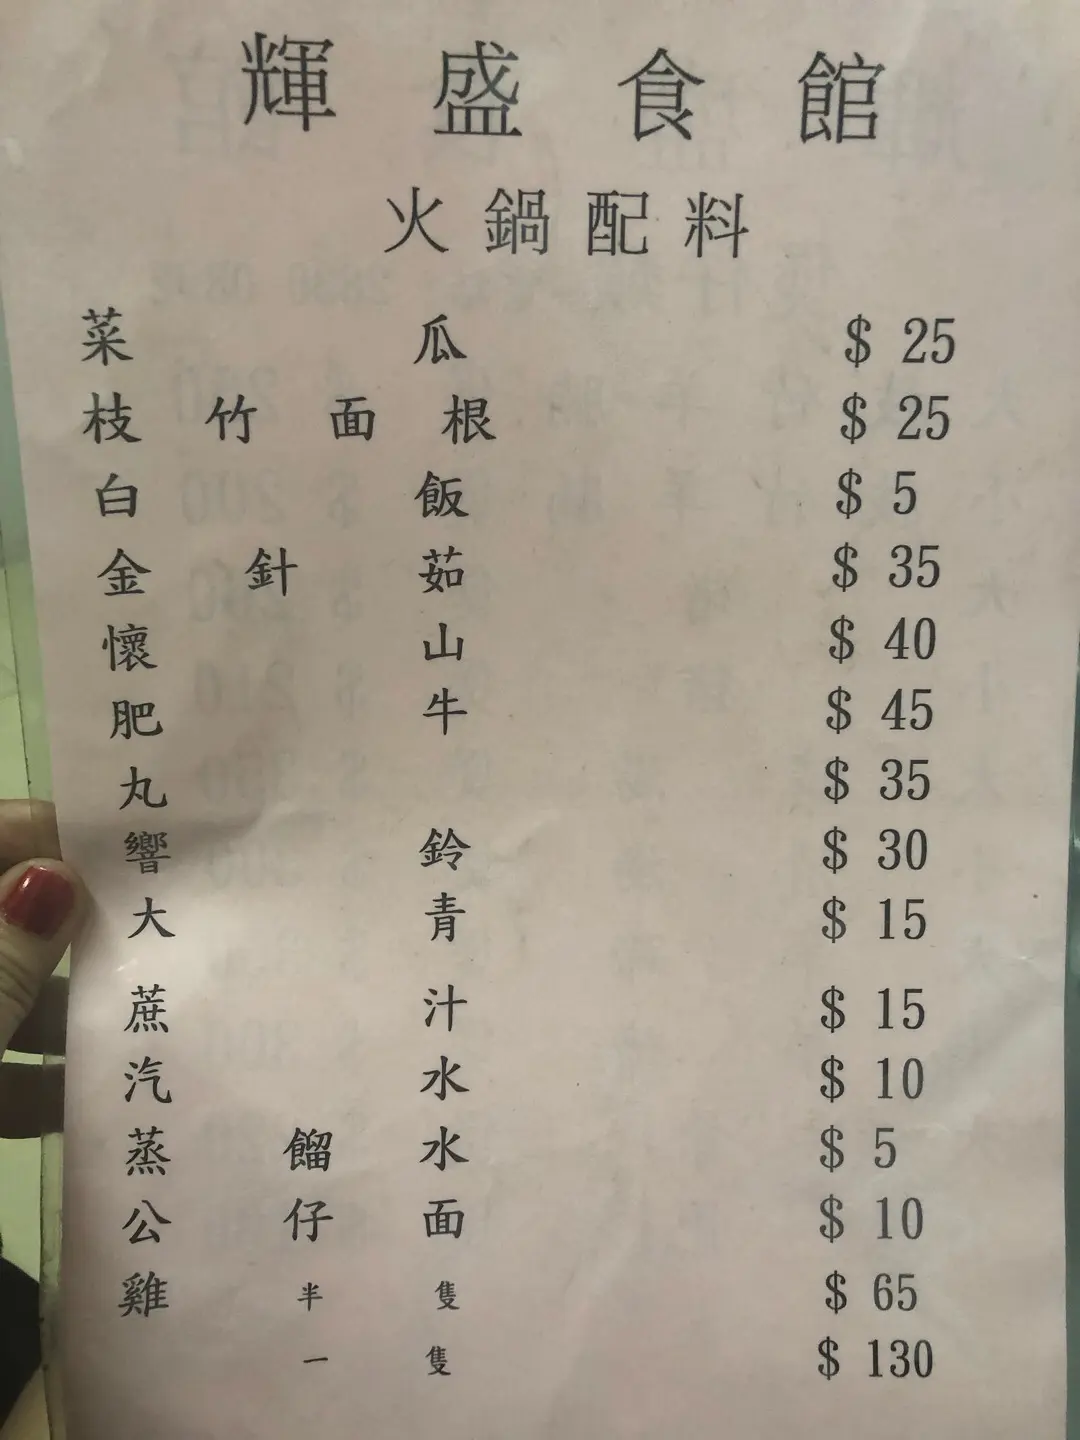 輝盛食館
火鍋配料
菜瓜 $ 25
枝竹面根 $ 25
白飯 $ 5
金針茹 $ 35
懷山 $ 40
肥牛 $ 45
丸 $ 35
響鈴 $ 30
大青 $ 15
蔗汁 $ 15
汽水 $ 10
蒸餾水 $ 5
公仔面 $ 10
雞半隻 $ 65
一隻 $ 130